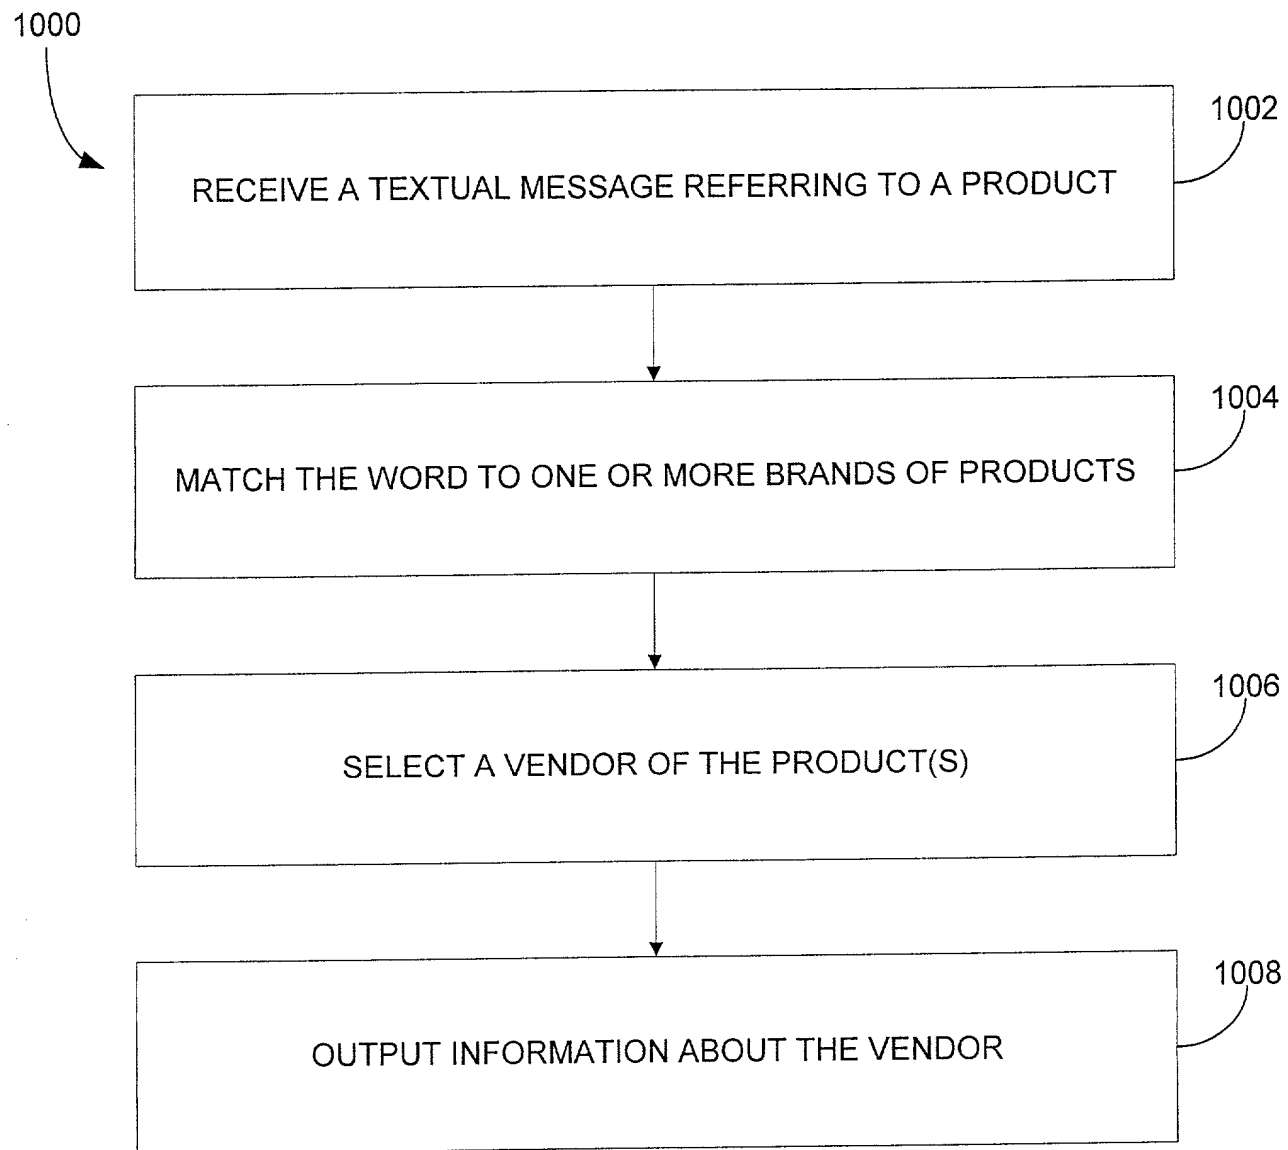 1000
1002
RECEIVE A TEXTUAL MESSAGE REFERRING TO A PRODUCT
1004
MATCH THE WORD TO ONE OR MORE BRANDS OF PRODUCTS
1006
SELECT A VENDOR OF THE PRODUCT(S)
1008
OUTPUT INFORMATION ABOUT THE VENDOR